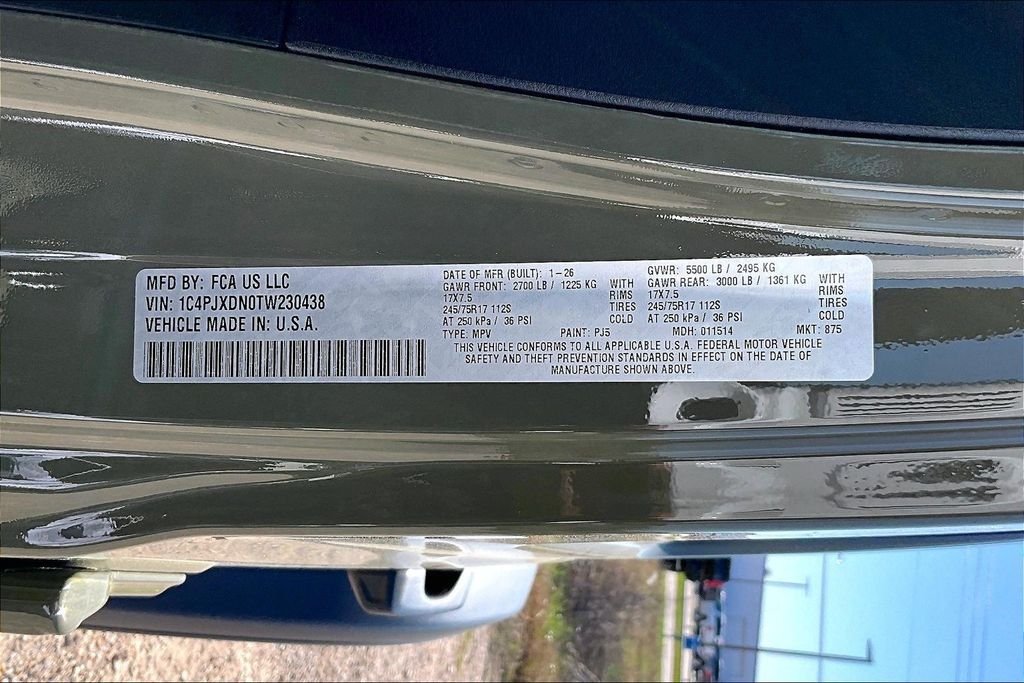 MFD BY: FCA US LLC
VIN: 1C4PJXDN0TW230438
VEHICLE MADE IN: U.S.A.
DATE OF MFR (BUILT): 1-26
GAWR FRONT: 2700 LB / 1225 KG WITH
17X7.5 RIMS
245/75R17 112S TIRES
AT 250 kPa / 36 PSI COLD
TYPE: MPV PAINT: PJ5
GVWR: 5500 LB / 2495 KG
GAWR REAR: 3000 LB / 1361 KG WITH
17X7.5 RIMS
245/75R17 112S TIRES
AT 250 kPa / 36 PSI COLD
MDH: 011514 MKT: 875
THIS VEHICLE CONFORMS TO ALL APPLICABLE U.S.A. FEDERAL MOTOR VEHICLE
SAFETY AND THEFT PREVENTION STANDARDS IN EFFECT ON THE DATE OF
MANUFACTURE SHOWN ABOVE.